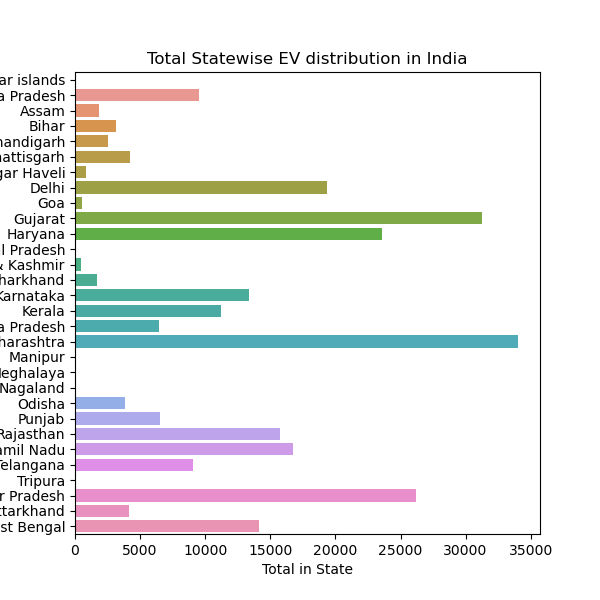 Total Statewise EV distribution in India
ar islands
a Pradesh
Assam
Bihar
handigarh
hattisgarh
gar Haveli
Delhi
Goa
Gujarat
Haryana
l Pradesh
& Kashmir
harkhand
Karnataka
Kerala
a Pradesh
harashtra
Manipur
Meghalaya
Nagaland
Odisha
Punjab
Rajasthan
amil Nadu
Telangana
Tripura
r Pradesh
ttarkhand
st Bengal
0 5000 10000 15000 20000 25000 30000 35000
Total in State